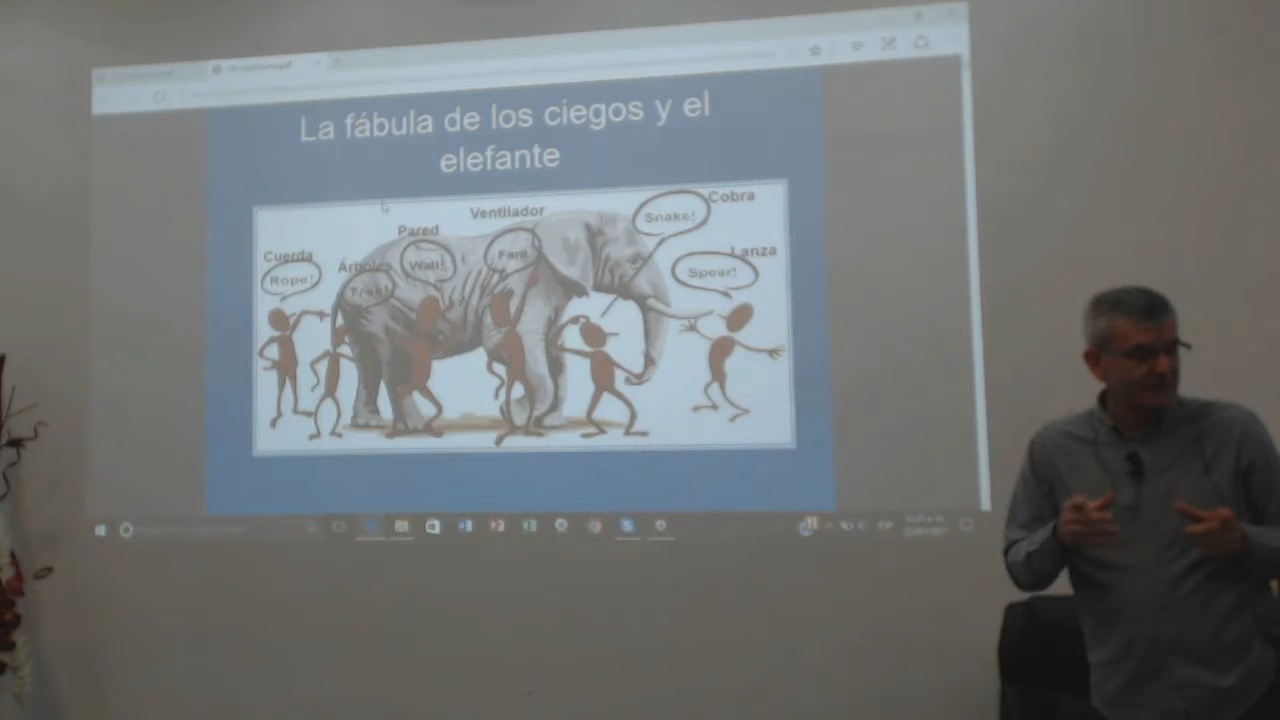 La fábula de los ciegos y el
elefante
Cuerda
Rope!
Árboles
Tree!
Pared
Wall!
Ventilador
Fan!
Cobra
Snake!
Lanza
Spear!